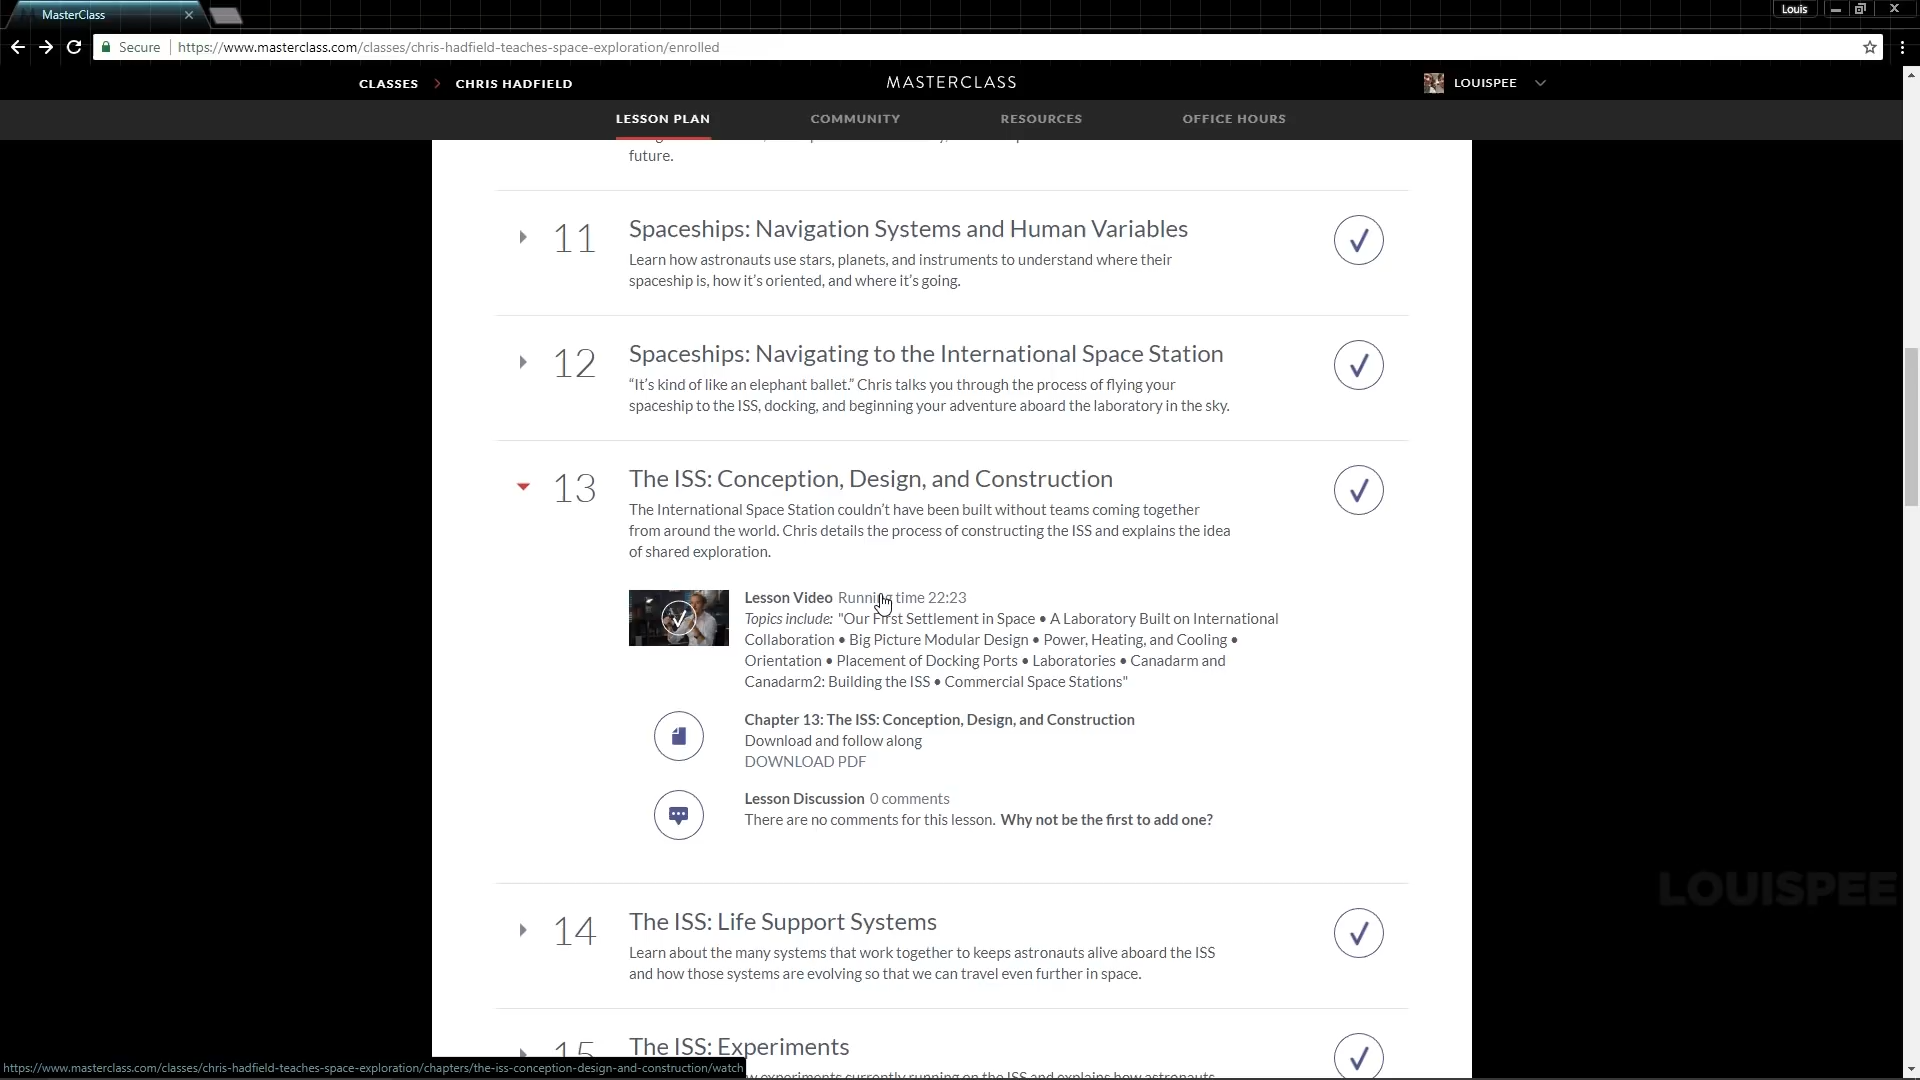 MasterClass
Louis
Secure
https://www.masterclass.com/classes/chris-hadfield-teaches-space-exploration/enrolled
CLASSES > CHRIS HADFIELD
MASTERCLASS
LOUISPEE
LESSON PLAN
COMMUNITY
RESOURCES
OFFICE HOURS
future.
11
Spaceships: Navigation Systems and Human Variables
Learn how astronauts use stars, planets, and instruments to understand where their
spaceship is, how it's oriented, and where it's going.
12
Spaceships: Navigating to the International Space Station
“It's kind of like an elephant ballet.” Chris talks you through the process of flying your
spaceship to the ISS, docking, and beginning your adventure aboard the laboratory in the sky.
13
The ISS: Conception, Design, and Construction
The International Space Station couldn't have been built without teams coming together
from around the world. Chris details the process of constructing the ISS and explains the idea
of shared exploration.
Lesson Video Running time 22:23
Topics include: "Our First Settlement in Space • A Laboratory Built on International
Collaboration • Big Picture Modular Design • Power, Heating, and Cooling •
Orientation • Placement of Docking Ports • Laboratories • Canadarm and
Canadarm2: Building the ISS • Commercial Space Stations"
Chapter 13: The ISS: Conception, Design, and Construction
Download and follow along
DOWNLOAD PDF
Lesson Discussion 0 comments
There are no comments for this lesson. Why not be the first to add one?
LOUISPEE
14
The ISS: Life Support Systems
Learn about the many systems that work together to keeps astronauts alive aboard the ISS
and how those systems are evolving so that we can travel even further in space.
15
The ISS: Experiments
experiments currently running on the ISS and explains how astronauts
https://www.masterclass.com/classes/chris-hadfield-teaches-space-exploration/chapters/the-iss-conception-design-and-construction/watch